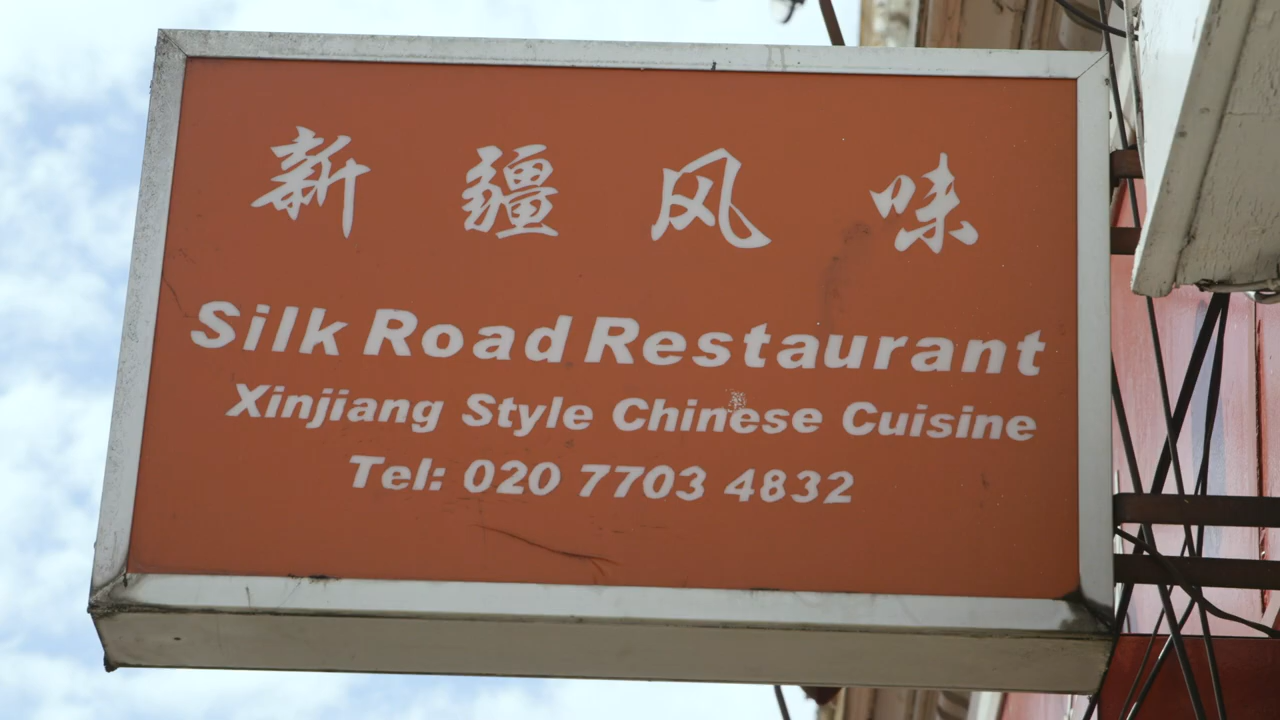 新疆风味
Silk Road Restaurant
Xinjiang Style Chinese Cuisine
Tel: 020 7703 4832